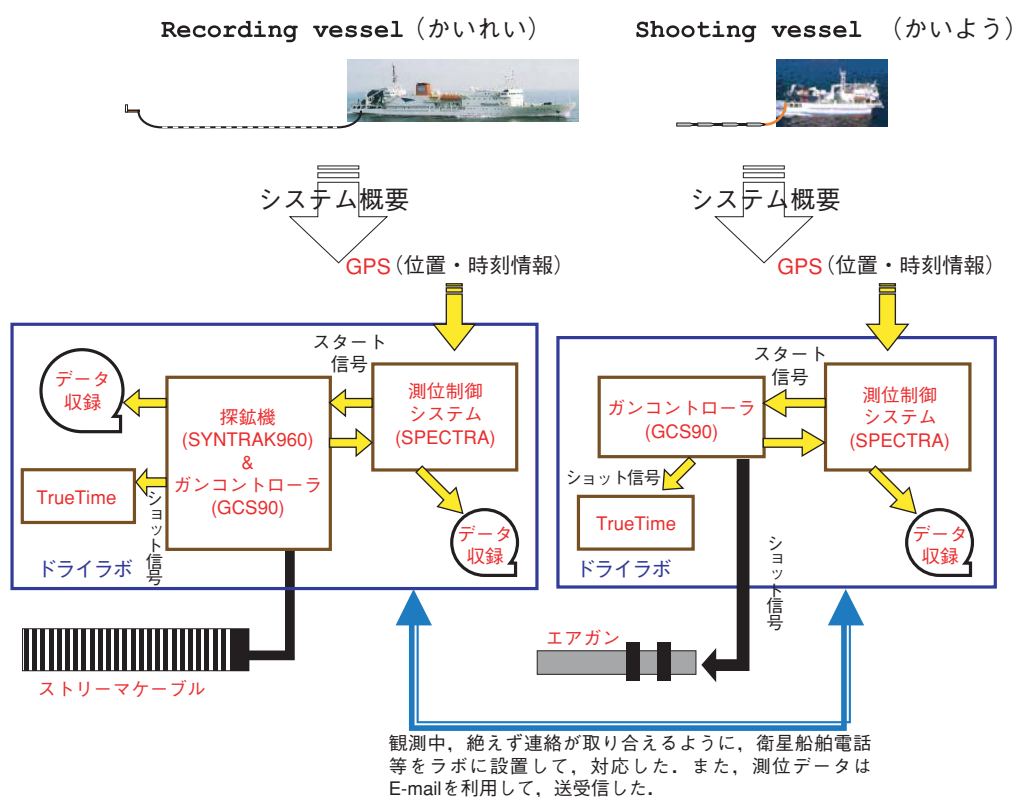 Recording vessel（かいれい）
Shooting vessel （かいよう）
システム概要
システム概要
GPS（位置・時刻情報）
GPS（位置・時刻情報）
スタート
信号
データ
収録
探鉱機
(SYNTRAK960)
&
ガンコントローラ
(GCS90)
測位制御
システム
(SPECTRA)
TrueTime
ショット信号
データ
収録
ドライラボ
ストリーマケーブル
スタート
信号
ガンコントローラ
(GCS90)
測位制御
システム
(SPECTRA)
ショット信号
TrueTime
データ
収録
ドライラボ
ショット信号
エアガン
観測中，絶えず連絡が取り合えるように，衛星船舶電話
等をラボに設置して，対応した．また，測位データは
E-mailを利用して，送受信した．